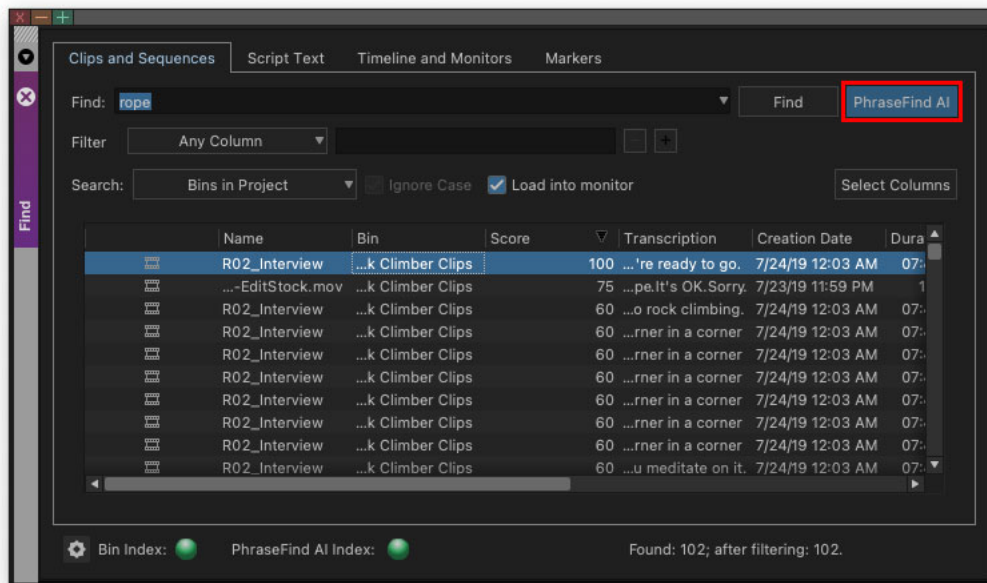 Clips and Sequences Script Text Timeline and Monitors Markers
Find: rope Find PhraseFind AI
Filter Any Column
Search: Bins in Project Ignore Case Load into monitor Select Columns
Find
Name Bin Score Transcription Creation Date Dura
R02_Interview ...k Climber Clips 100 ...'re ready to go. 7/24/19 12:03 AM 07:
...-EditStock.mov ...k Climber Clips 75 ...pe.It's OK.Sorry. 7/23/19 11:59 PM 1
R02_Interview ...k Climber Clips 60 ...o rock climbing. 7/24/19 12:03 AM 07:
R02_Interview ...k Climber Clips 60 ...rner in a corner 7/24/19 12:03 AM 07:
R02_Interview ...k Climber Clips 60 ...rner in a corner 7/24/19 12:03 AM 07:
R02_Interview ...k Climber Clips 60 ...rner in a corner 7/24/19 12:03 AM 07:
R02_Interview ...k Climber Clips 60 ...rner in a corner 7/24/19 12:03 AM 07:
R02_Interview ...k Climber Clips 60 ...rner in a corner 7/24/19 12:03 AM 07:
R02_Interview ...k Climber Clips 60 ...rner in a corner 7/24/19 12:03 AM 07:
R02_Interview ...k Climber Clips 60 ...u meditate on it. 7/24/19 12:03 AM 07:
Bin Index: PhraseFind AI Index: Found: 102; after filtering: 102.